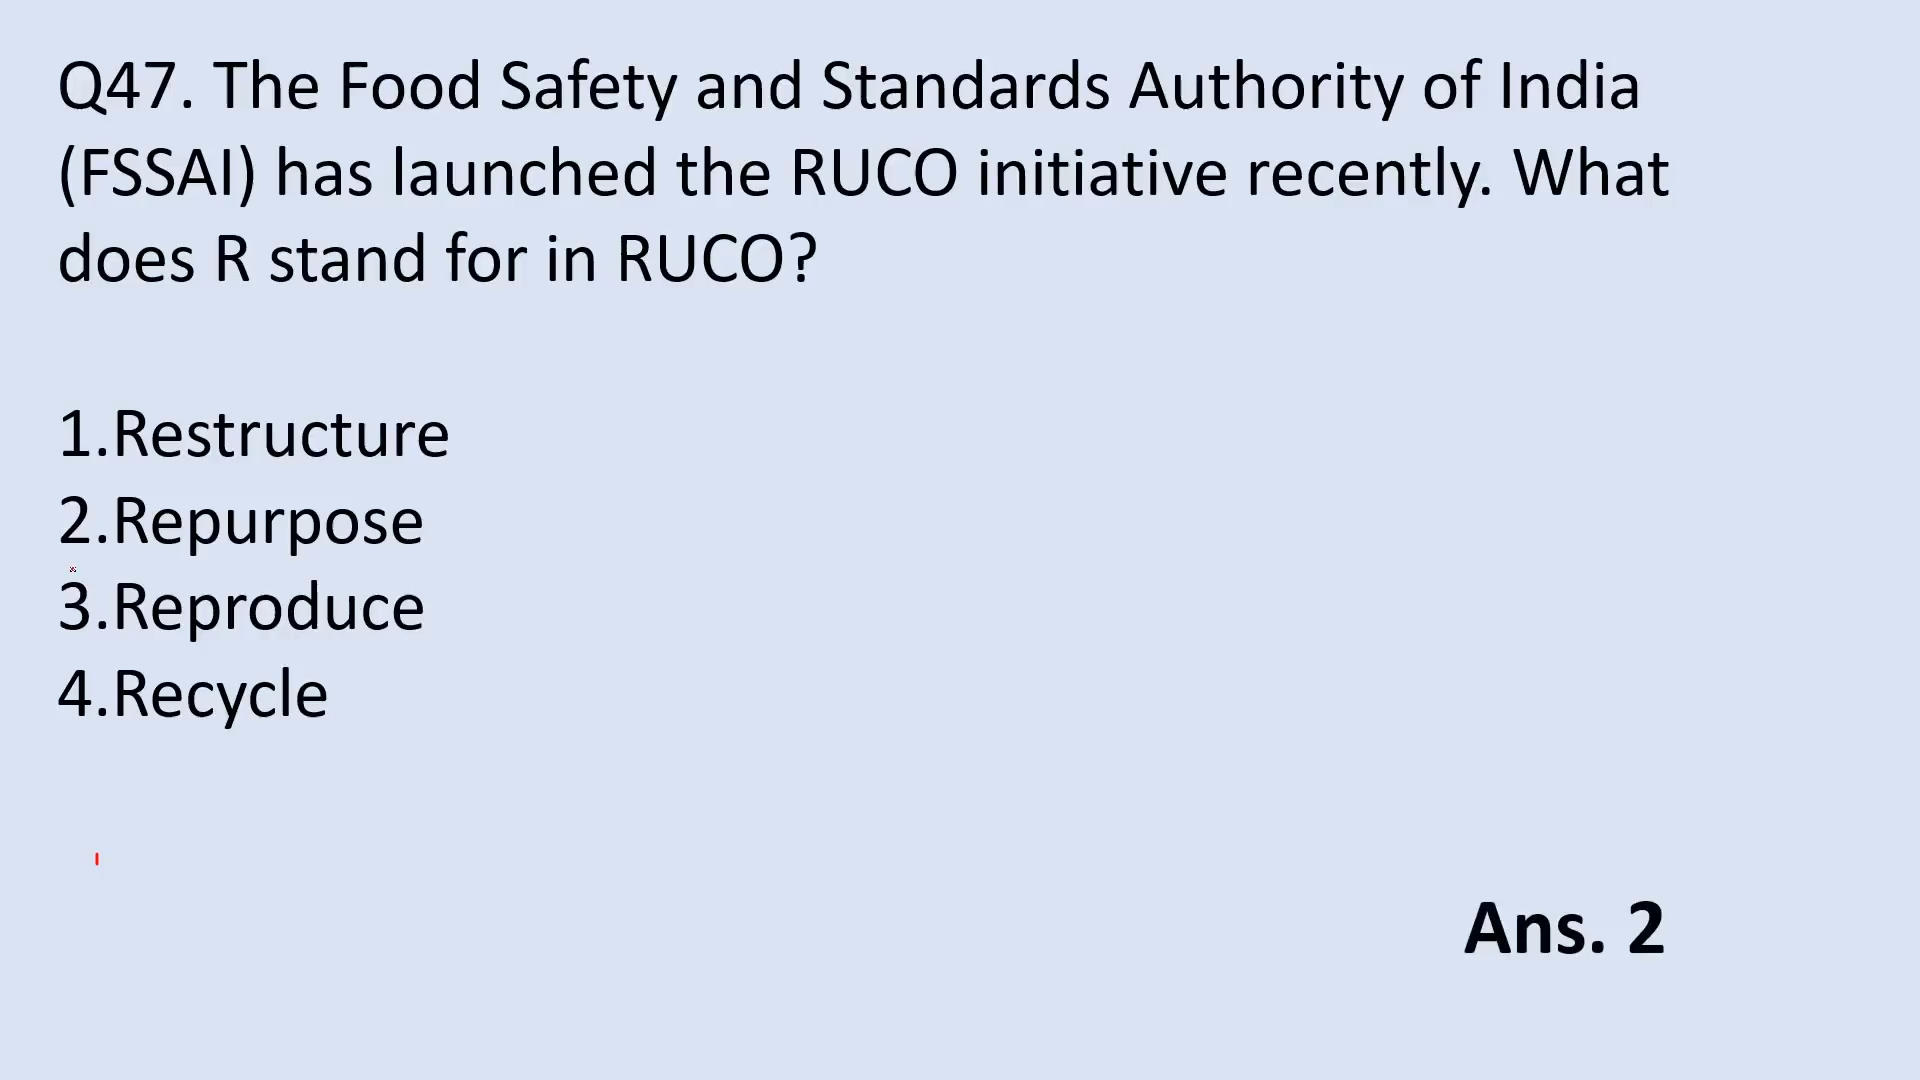 Q47. The Food Safety and Standards Authority of India
(FSSAI) has launched the RUCO initiative recently. What
does R stand for in RUCO?
1.Restructure
2.Repurpose
3.Reproduce
4.Recycle
Ans. 2